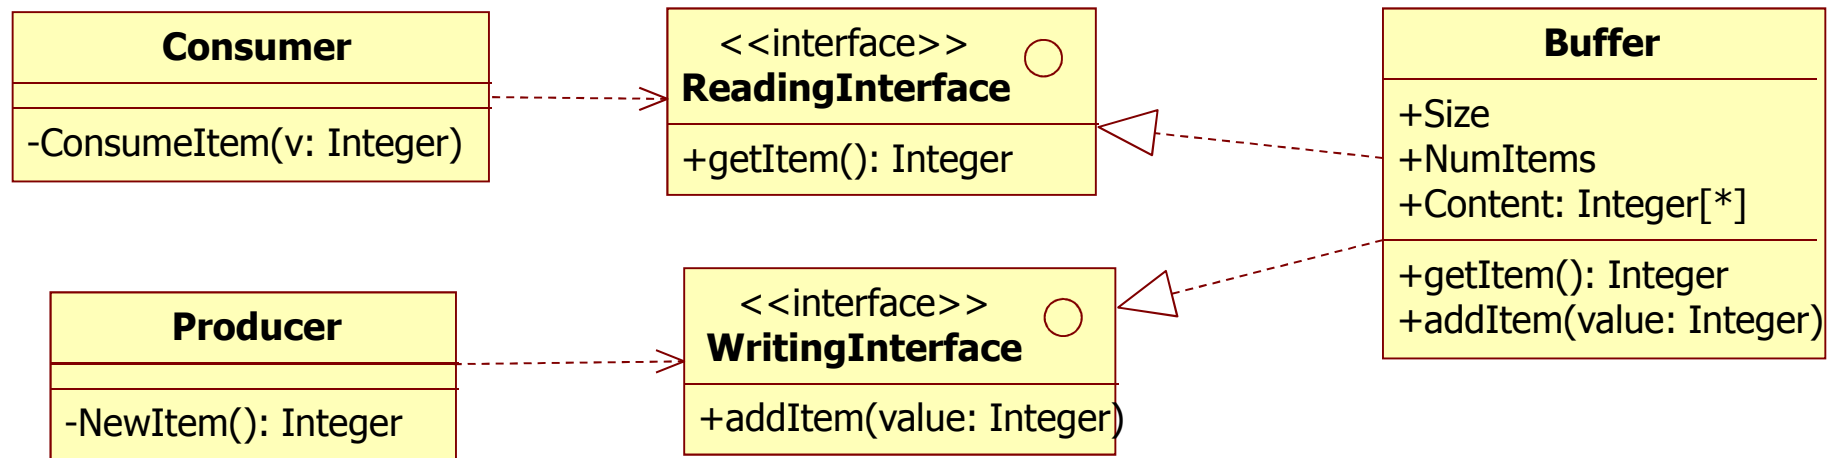 Consumer
-ConsumeItem(v: Integer)
<<interface>>
ReadingInterface
+getItem(): Integer
Buffer
+Size
+NumItems
+Content: Integer[*]
+getItem(): Integer
+addItem(value: Integer)
Producer
-NewItem(): Integer
<<interface>>
WritingInterface
+addItem(value: Integer)